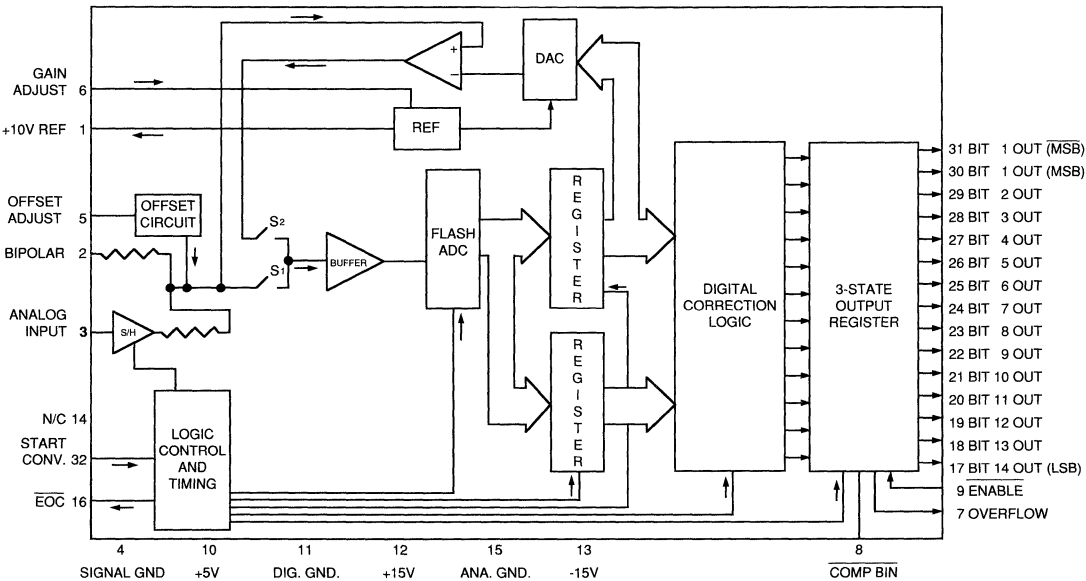 GAIN
ADJUST 6
+10V REF 1
OFFSET
ADJUST 5
BIPOLAR 2
ANALOG
INPUT 3
N/C 14
START
CONV. 32
EOC 16
+
−
DAC
REF
OFFSET
CIRCUIT
S2
S1
S/H
BUFFER
FLASH
ADC
REGISTER
REGISTER
LOGIC
CONTROL
AND
TIMING
DIGITAL
CORRECTION
LOGIC
3-STATE
OUTPUT
REGISTER
31 BIT 1 OUT (MSB)
30 BIT 1 OUT (MSB)
29 BIT 2 OUT
28 BIT 3 OUT
27 BIT 4 OUT
26 BIT 5 OUT
25 BIT 6 OUT
24 BIT 7 OUT
23 BIT 8 OUT
22 BIT 9 OUT
21 BIT 10 OUT
20 BIT 11 OUT
19 BIT 12 OUT
18 BIT 13 OUT
17 BIT 14 OUT (LSB)
9 ENABLE
7 OVERFLOW
4 10 11 12 15 13 8
SIGNAL GND +5V DIG. GND. +15V ANA. GND. -15V COMP BIN